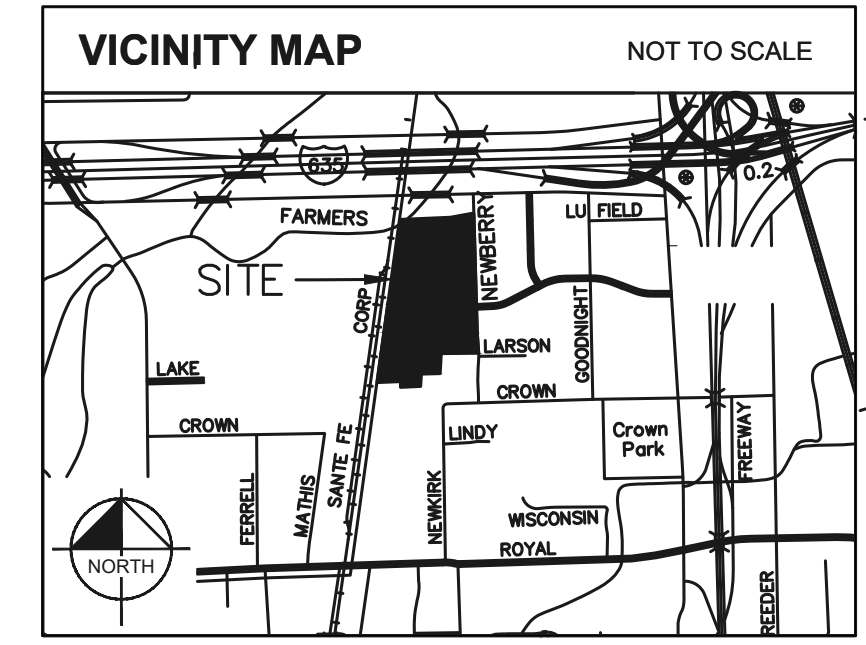 VICINITY MAP
NOT TO SCALE
635
0.2
FARMERS
NEWBERRY
LU FIELD
SITE
CORP
GOODNIGHT
LARSON
LAKE
CROWN
CROWN
LINDY
Crown
Park
FREEWAY
SANTE FE
FERRELL
MATHIS
NEWKIRK
WISCONSIN
ROYAL
NORTH
REEDER